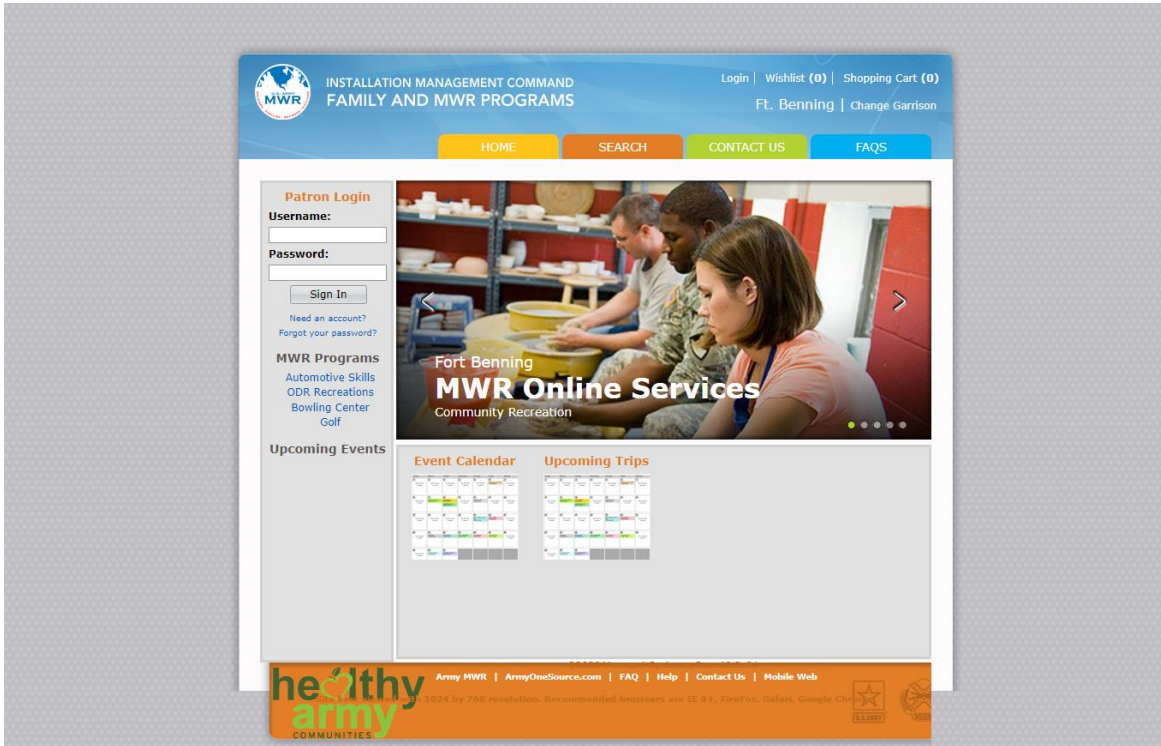 U.S. ARMY
MWR
INSTALLATION MANAGEMENT COMMAND
FAMILY AND MWR PROGRAMS
Login | Wishlist (0) | Shopping Cart (0)
Ft. Benning | Change Garrison
HOME
SEARCH
CONTACT US
FAQS
Patron Login
Username:
Password:
Sign In
Need an account?
Forgot your password?
MWR Programs
Automotive Skills
ODR Recreations
Bowling Center
Golf
Upcoming Events
Fort Benning
MWR Online Services
Community Recreation
Event Calendar
Upcoming Trips
healthy
army
COMMUNITIES
Army MWR | ArmyOneSource.com | FAQ | Help | Contact Us | Mobile Web
1024 by 768 resolution. Recommended browsers are IE 8+, FireFox, Safari, Google
U.S. ARMY